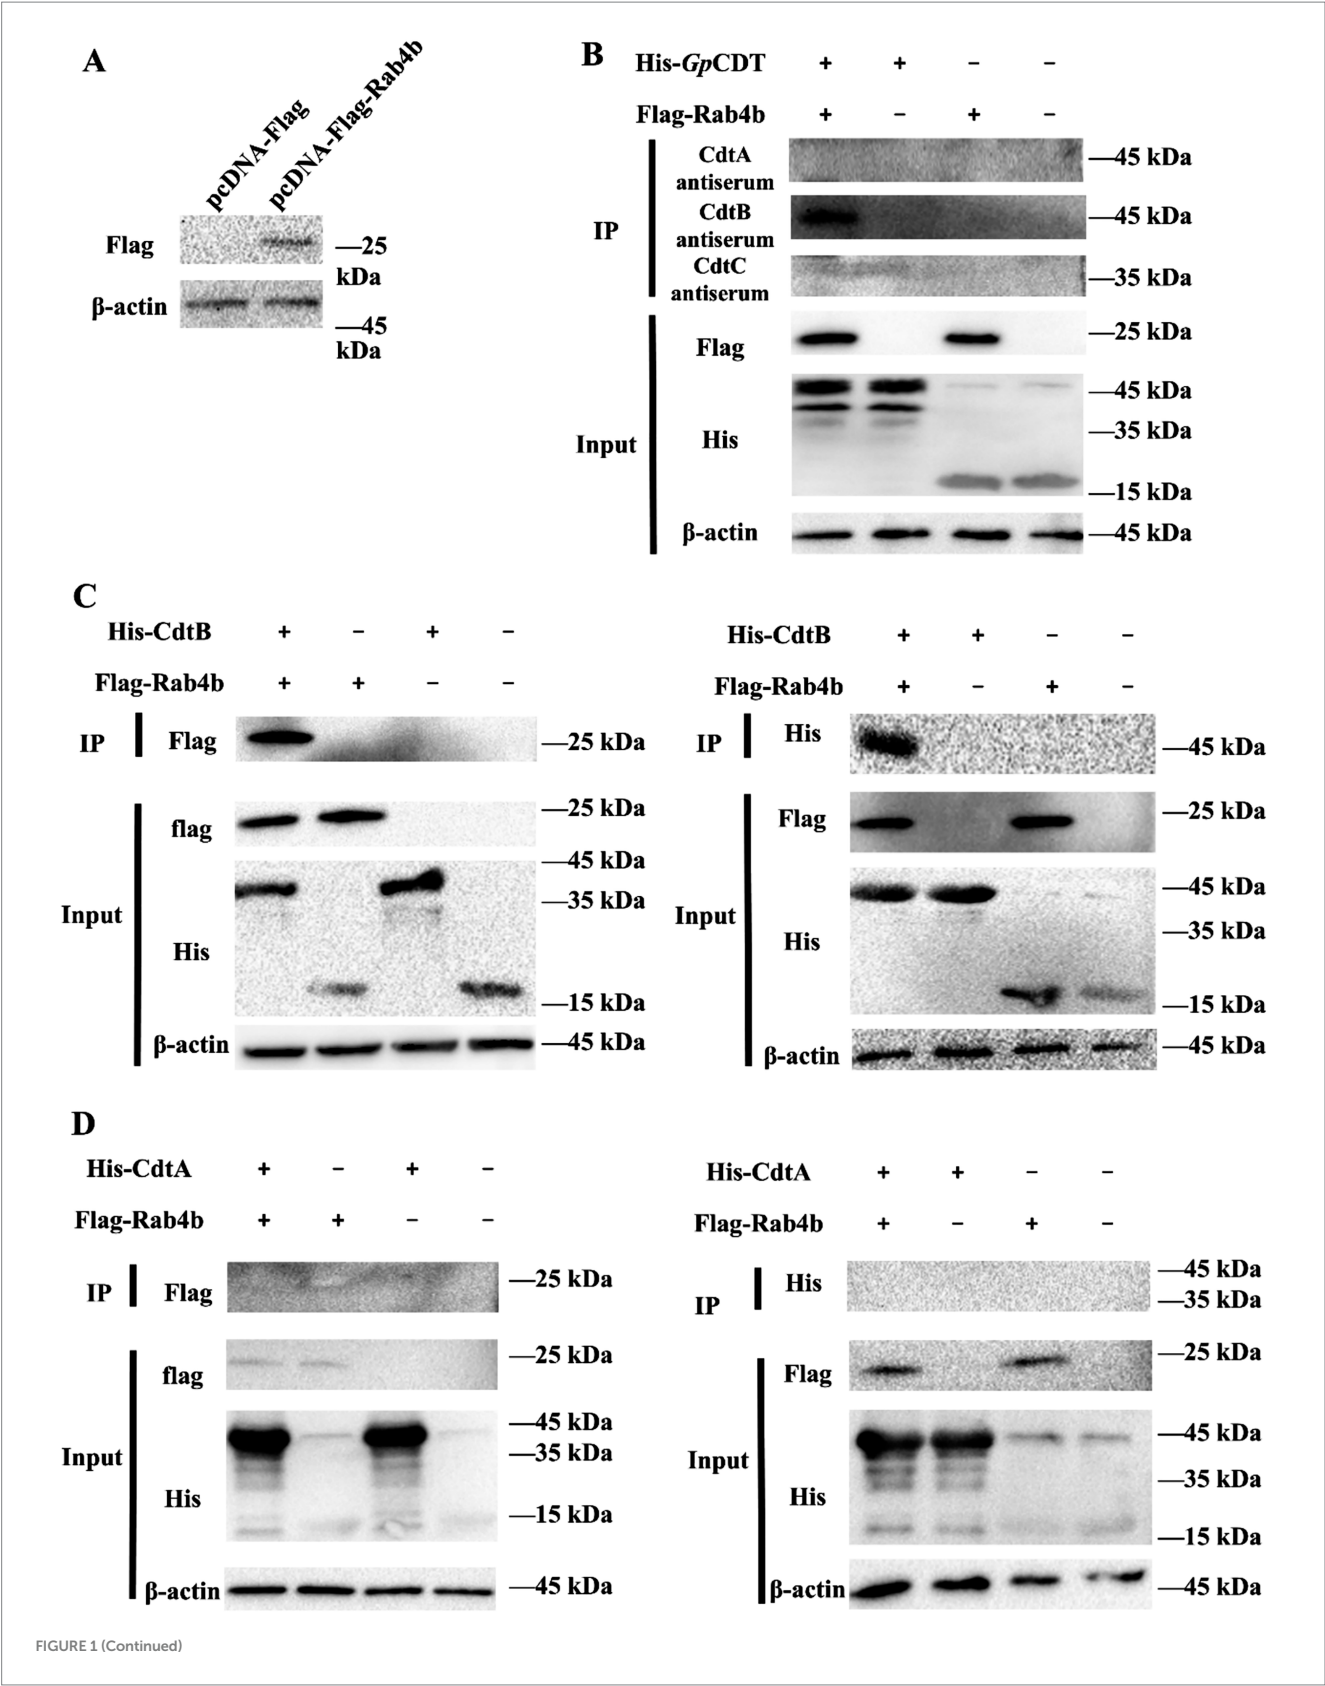 A
pcDNA-Flag
pcDNA-Flag-Rab4b
Flag
—25
kDa
β-actin
—45
kDa
B
His-GpCDT + + – –
Flag-Rab4b + – + –
IP
CdtA
antiserum
—45 kDa
CdtB
antiserum
—45 kDa
CdtC
antiserum
—35 kDa
Input
Flag
—25 kDa
His
—45 kDa
—35 kDa
—15 kDa
β-actin
—45 kDa
C
His-CdtB + – + –
Flag-Rab4b + + – –
IP
Flag
—25 kDa
Input
flag
—25 kDa
His
—45 kDa
—35 kDa
—15 kDa
β-actin
—45 kDa
His-CdtB + + – –
Flag-Rab4b + – + –
IP
His
—45 kDa
Input
Flag
—25 kDa
His
—45 kDa
—35 kDa
—15 kDa
β-actin
—45 kDa
D
His-CdtA + – + –
Flag-Rab4b + + – –
IP
Flag
—25 kDa
Input
flag
—25 kDa
His
—45 kDa
—35 kDa
—15 kDa
β-actin
—45 kDa
His-CdtA + + – –
Flag-Rab4b + – + –
IP
His
—45 kDa
—35 kDa
Input
Flag
—25 kDa
His
—45 kDa
—35 kDa
—15 kDa
β-actin
—45 kDa
FIGURE 1 (Continued)